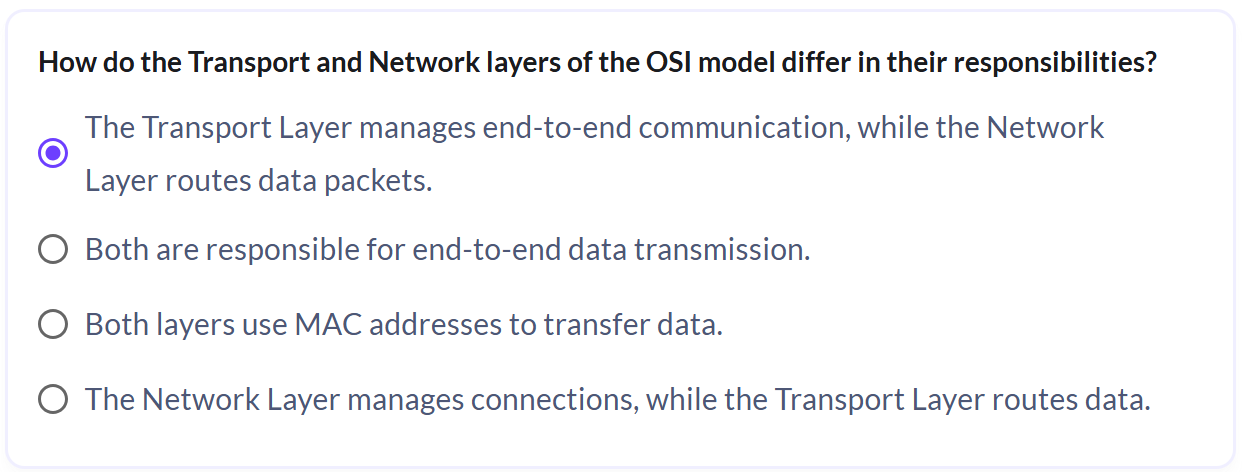 How do the Transport and Network layers of the OSI model differ in their responsibilities?
The Transport Layer manages end-to-end communication, while the Network
Layer routes data packets.
Both are responsible for end-to-end data transmission.
Both layers use MAC addresses to transfer data.
The Network Layer manages connections, while the Transport Layer routes data.